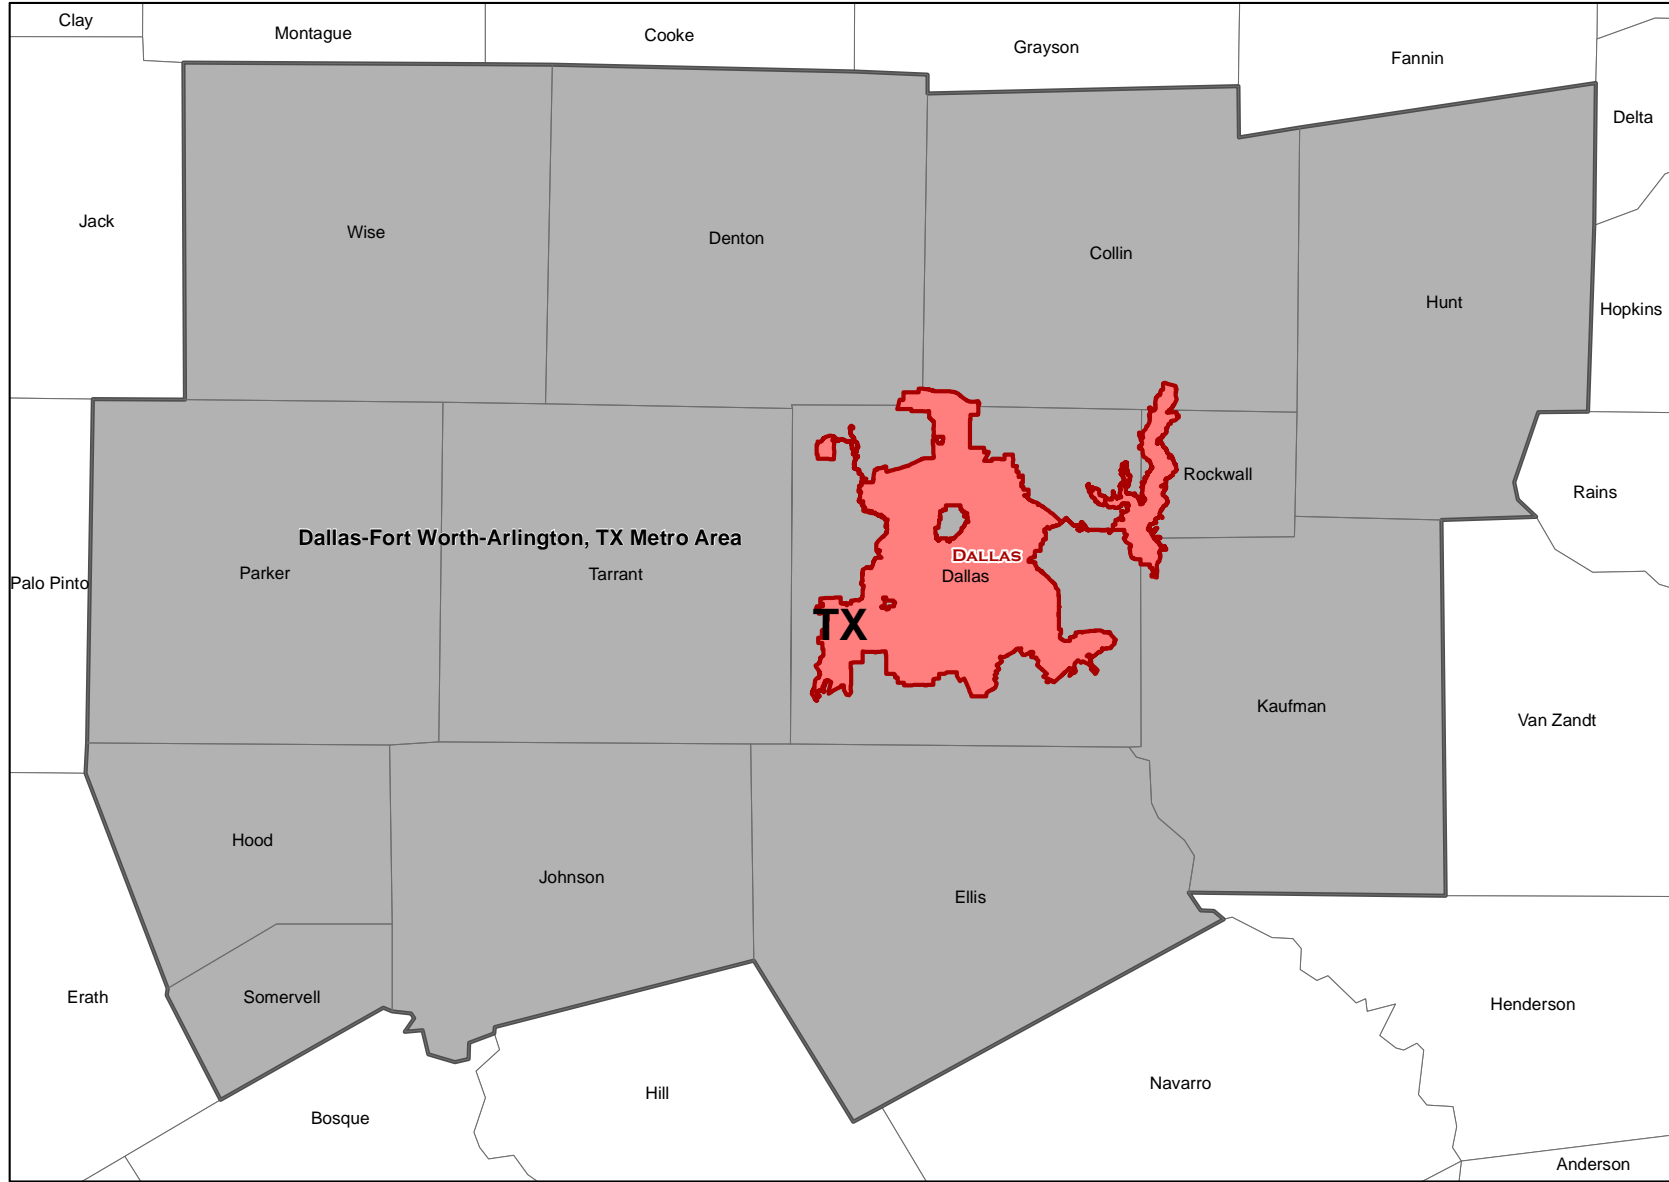 Clay
Montague
Cooke
Grayson
Fannin
Delta
Jack
Wise
Denton
Collin
Hunt
Hopkins
Rockwall
Rains
Dallas-Fort Worth-Arlington, TX Metro Area
DALLAS
Palo Pinto
Parker
Tarrant
Dallas
TX
Kaufman
Van Zandt
Hood
Johnson
Ellis
Erath
Somervell
Henderson
Navarro
Hill
Bosque
Anderson